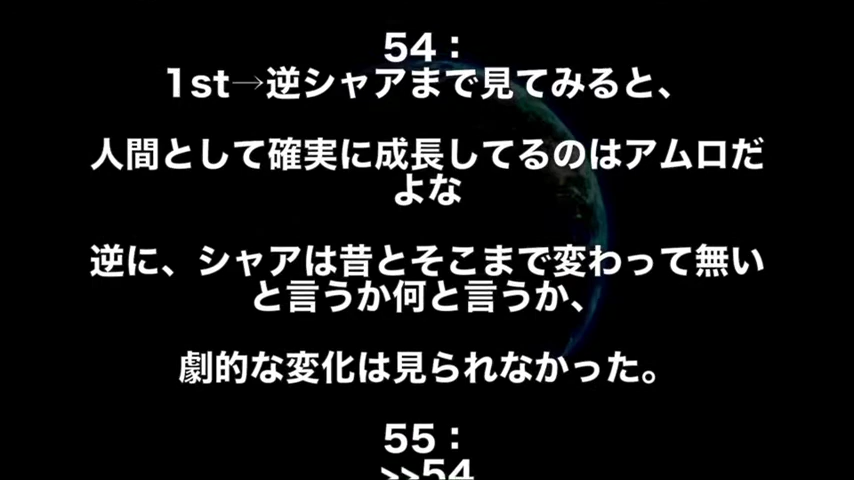 54：
1st→逆シャアまで見てみると、
人間として確実に成長してるのはアムロだ
よな
逆に、シャアは昔とそこまで変わって無い
と言うか何と言うか、
劇的な変化は見られなかった。
55：
>>54